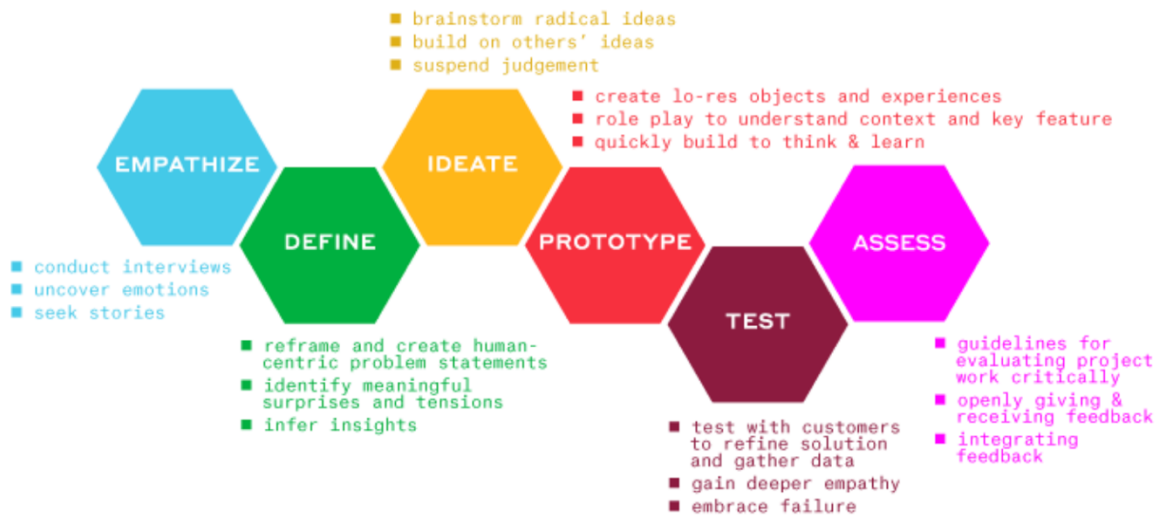 EMPATHIZE
conduct interviews
uncover emotions
seek stories
DEFINE
reframe and create human-
centric problem statements
identify meaningful
surprises and tensions
infer insights
brainstorm radical ideas
build on others' ideas
suspend judgement
IDEATE
create lo-res objects and experiences
role play to understand context and key feature
quickly build to think & learn
PROTOTYPE
TEST
test with customers
to refine solution
and gather data
gain deeper empathy
embrace failure
ASSESS
guidelines for
evaluating project
work critically
openly giving &
receiving feedback
integrating
feedback